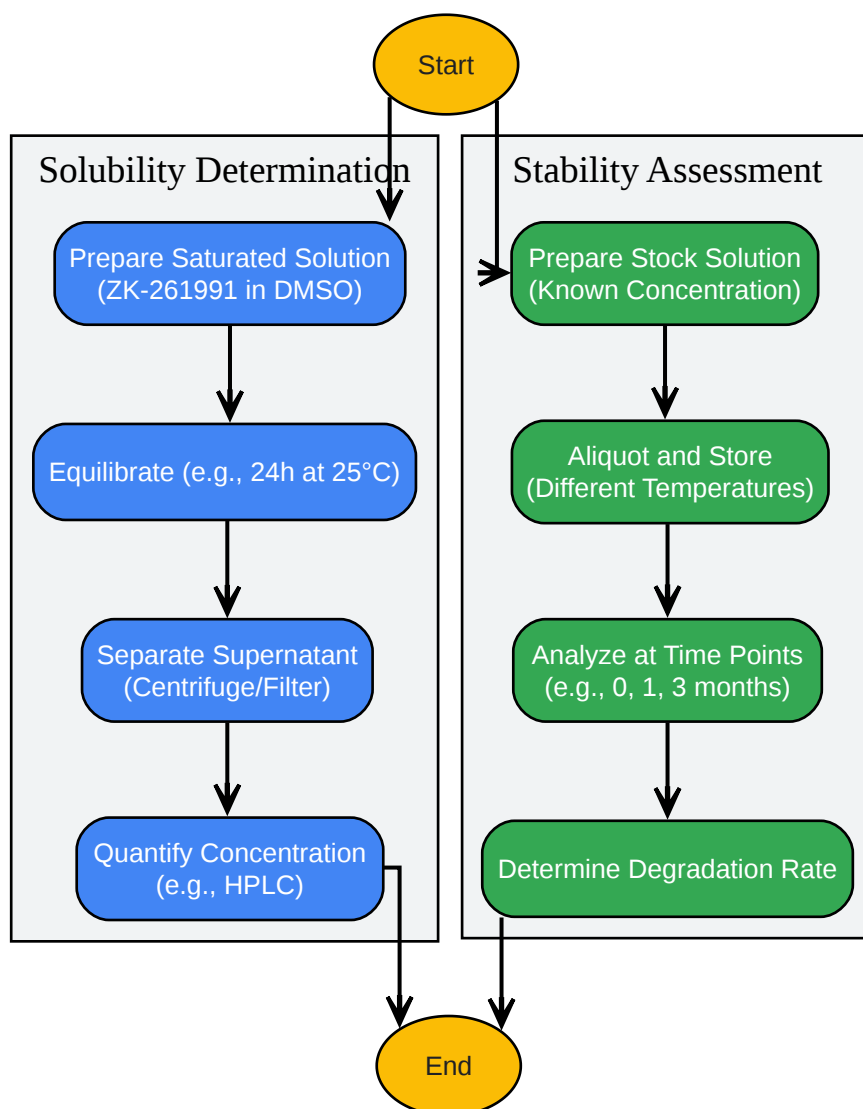 Start
Solubility Determination
Prepare Saturated Solution
(ZK-261991 in DMSO)
Equilibrate (e.g., 24h at 25°C)
Separate Supernatant
(Centrifuge/Filter)
Quantify Concentration
(e.g., HPLC)
Stability Assessment
Prepare Stock Solution
(Known Concentration)
Aliquot and Store
(Different Temperatures)
Analyze at Time Points
(e.g., 0, 1, 3 months)
Determine Degradation Rate
End